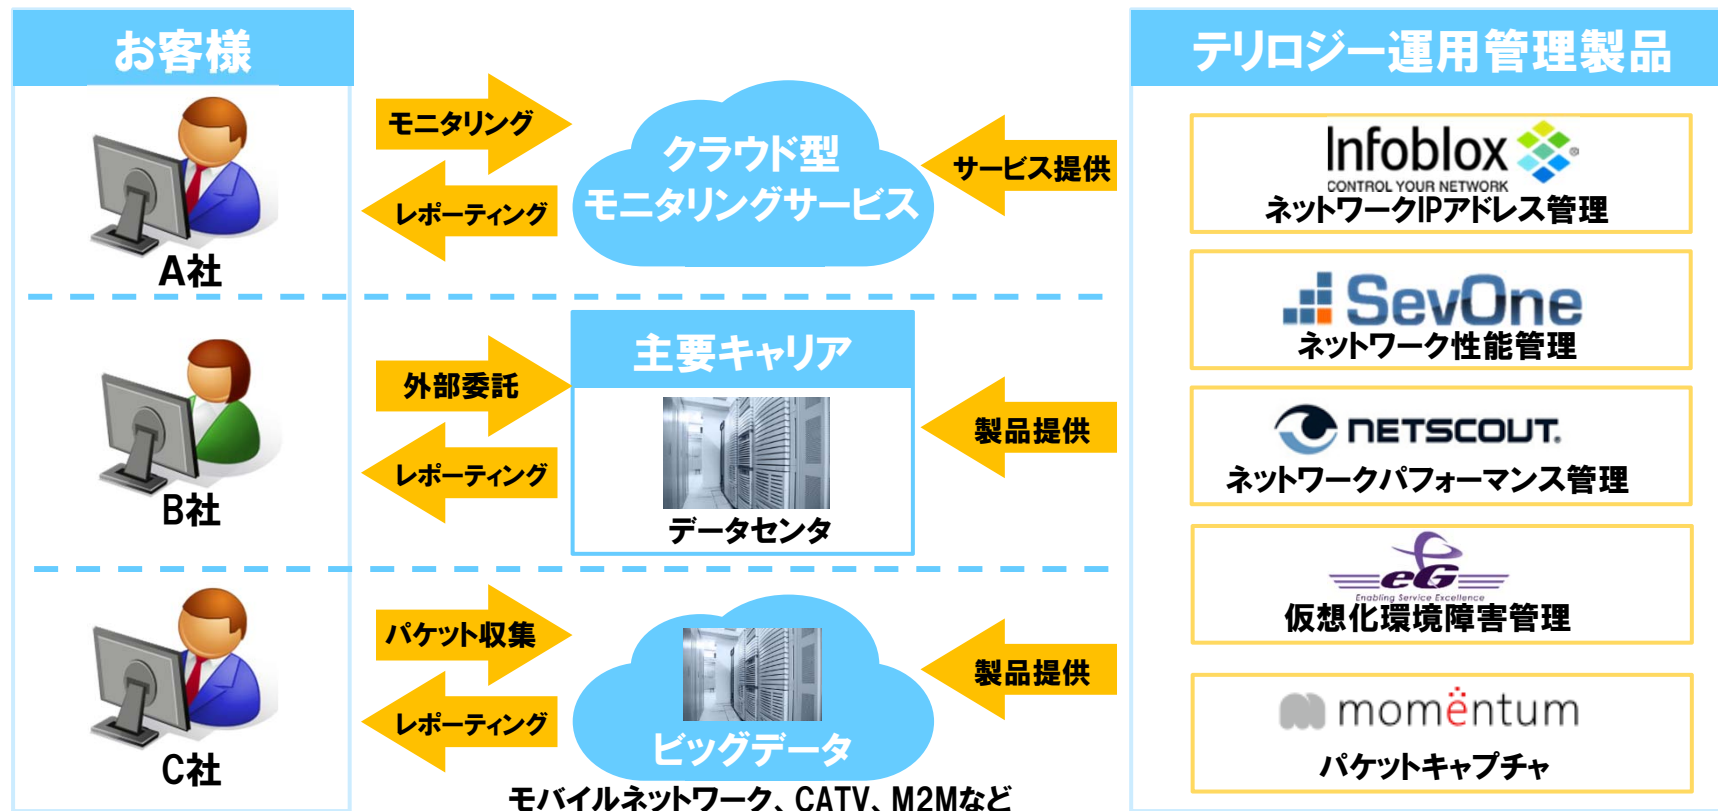 お客様
テリロジー運用管理製品
モニタリング
レポーティング
クラウド型
モニタリングサービス
サービス提供
A社
外部委託
レポーティング
主要キャリア
データセンタ
製品提供
B社
パケット収集
レポーティング
ビッグデータ
モバイルネットワーク、CATV、M2Mなど
製品提供
C社
Infoblox
CONTROL YOUR NETWORK
ネットワークIPアドレス管理
SevOne
ネットワーク性能管理
NETSCOUT.
ネットワークパフォーマンス管理
eG
Enabling Service Excellence
仮想化環境障害管理
momëntum
パケットキャプチャ